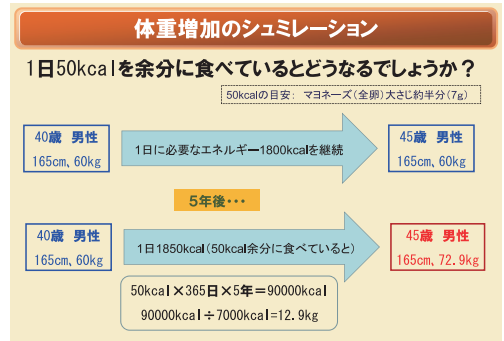 体重増加のシュミレーション
1日50kcalを余分に食べているとどうなるでしょうか？
50kcalの目安： マヨネーズ(全卵)大さじ約半分(7g)
40歳 男性
165cm, 60kg
1日に必要なエネルギー1800kcalを継続
45歳 男性
165cm, 60kg
5年後･･･
40歳 男性
165cm, 60kg
1日1850kcal(50kcal余分に食べていると)
45歳 男性
165cm, 72.9kg
50kcal×365日×5年＝90000kcal
90000kcal÷7000kcal=12.9kg